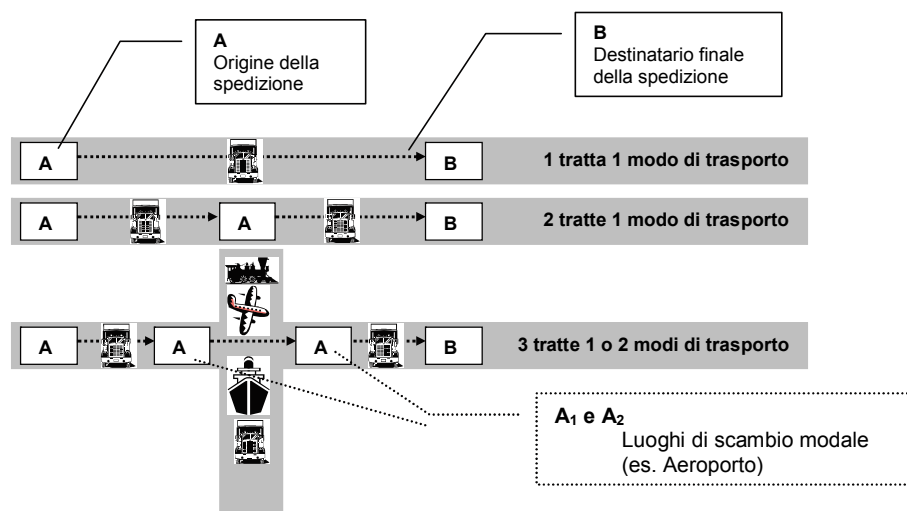 A
Origine della
spedizione
B
Destinatario finale
della spedizione
A B 1 tratta 1 modo di trasporto
A A B 2 tratte 1 modo di trasporto
A A A B 3 tratte 1 o 2 modi di trasporto
A₁ e A₂
Luoghi di scambio modale
(es. Aeroporto)